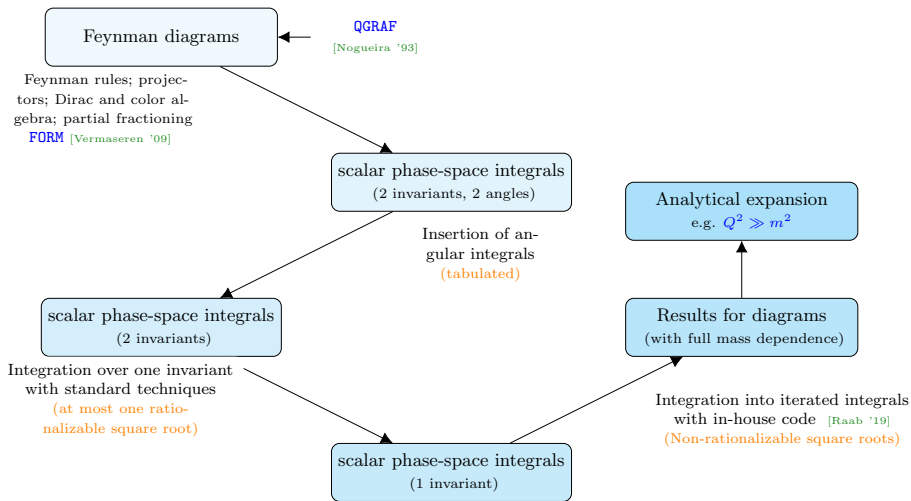 Feynman diagrams
QGRAF
[Nogueira '93]
Feynman rules; projec-
tors; Dirac and color al-
gebra; partial fractioning
FORM [Vermaseren '09]
scalar phase-space integrals
(2 invariants, 2 angles)
Insertion of an-
gular integrals
(tabulated)
Analytical expansion
e.g. Q² ≫ m²
scalar phase-space integrals
(2 invariants)
Results for diagrams
(with full mass dependence)
Integration over one invariant
with standard techniques
(at most one ratio-
nalizable square root)
Integration into iterated integrals
with in-house code [Raab '19]
(Non-rationalizable square roots)
scalar phase-space integrals
(1 invariant)